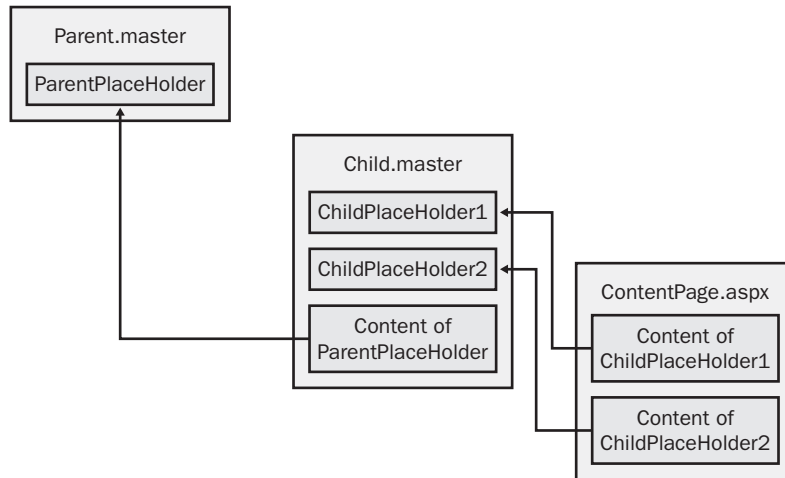 Parent.master
ParentPlaceHolder
Child.master
ChildPlaceHolder1
ChildPlaceHolder2
Content of
ParentPlaceHolder
ContentPage.aspx
Content of
ChildPlaceHolder1
Content of
ChildPlaceHolder2